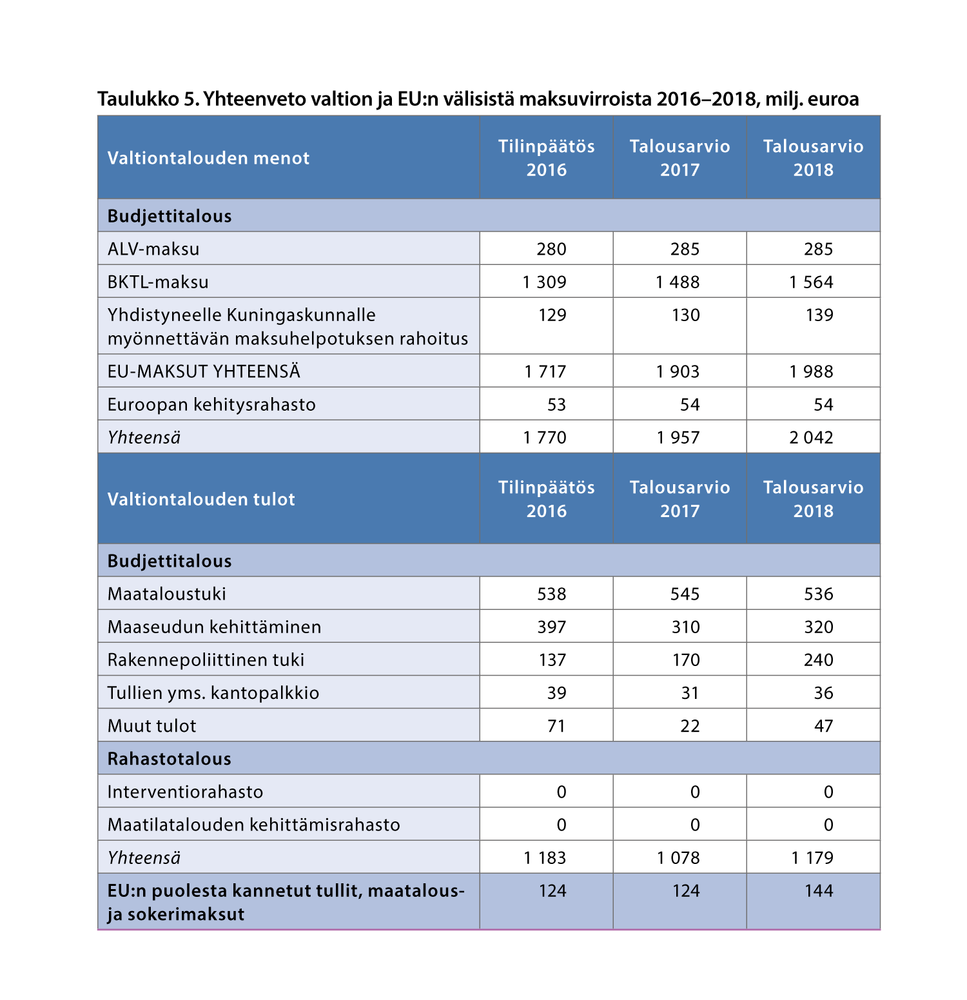 Taulukko 5. Yhteenveto valtion ja EU:n välisistä maksuvirroista 2016–2018, milj. euroa
Valtiontalouden menot Tilinpäätös 2016 Talousarvio 2017 Talousarvio 2018
Budjettitalous
ALV-maksu 280 285 285
BKTL-maksu 1 309 1 488 1 564
Yhdistyneelle Kuningaskunnalle 129 130 139
myönnettävän maksuhelpotuksen rahoitus
EU-MAKSUT YHTEENSÄ 1 717 1 903 1 988
Euroopan kehitysrahasto 53 54 54
Yhteensä 1 770 1 957 2 042
Valtiontalouden tulot Tilinpäätös 2016 Talousarvio 2017 Talousarvio 2018
Budjettitalous
Maataloustuki 538 545 536
Maaseudun kehittäminen 397 310 320
Rakennepoliittinen tuki 137 170 240
Tullien yms. kantopalkkio 39 31 36
Muut tulot 71 22 47
Rahastotalous
Interventiorahasto 0 0 0
Maatilatalouden kehittämisrahasto 0 0 0
Yhteensä 1 183 1 078 1 179
EU:n puolesta kannetut tullit, maatalous- 124 124 144
ja sokerimaksut